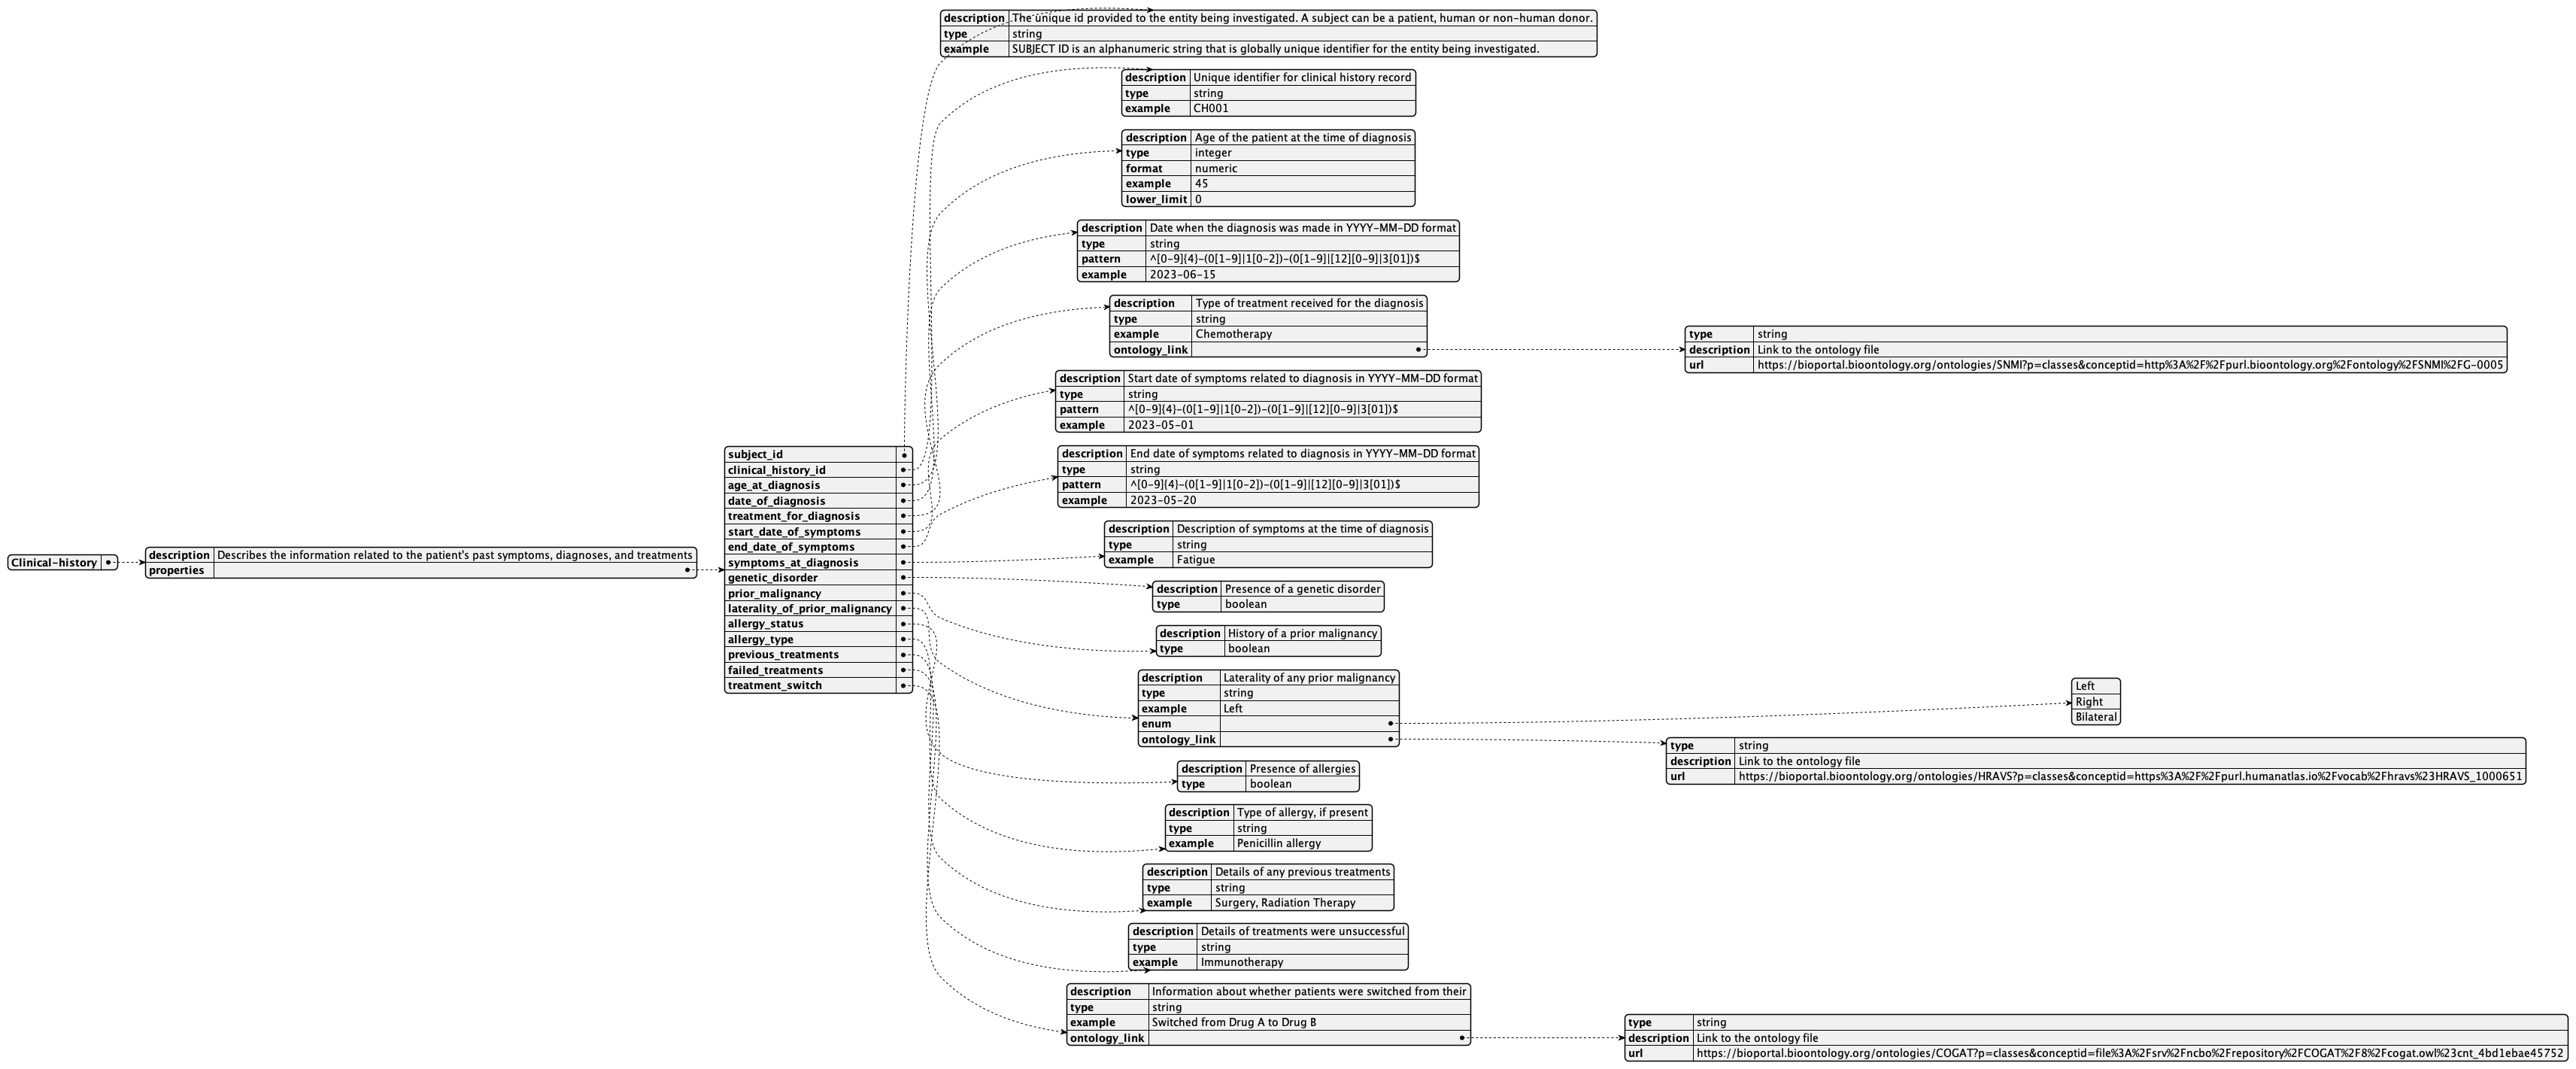 Clinical-history
description Describes the information related to the patient's past symptoms, diagnoses, and treatments
properties
subject_id
clinical_history_id
age_at_diagnosis
date_of_diagnosis
treatment_for_diagnosis
start_date_of_symptoms
end_date_of_symptoms
symptoms_at_diagnosis
genetic_disorder
prior_malignancy
laterality_of_prior_malignancy
allergy_status
allergy_type
previous_treatments
failed_treatments
treatment_switch
description The unique id provided to the entity being investigated. A subject can be a patient, human or non-human donor.
type string
example SUBJECT ID is an alphanumeric string that is globally unique identifier for the entity being investigated.
description Unique identifier for clinical history record
type string
example CH001
description Age of the patient at the time of diagnosis
type integer
format numeric
example 45
lower_limit 0
description Date when the diagnosis was made in YYYY-MM-DD format
type string
pattern ^[0-9]{4}-(0[1-9]|1[0-2])-(0[1-9]|[12][0-9]|3[01])$
example 2023-06-15
description Type of treatment received for the diagnosis
type string
example Chemotherapy
ontology_link
type string
description Link to the ontology file
url https://bioportal.bioontology.org/ontologies/SNMI?p=classes&conceptid=http%3A%2F%2Fpurl.bioontology.org%2Fontology%2FSNMI%2FG-0005
description Start date of symptoms related to diagnosis in YYYY-MM-DD format
type string
pattern ^[0-9]{4}-(0[1-9]|1[0-2])-(0[1-9]|[12][0-9]|3[01])$
example 2023-05-01
description End date of symptoms related to diagnosis in YYYY-MM-DD format
type string
pattern ^[0-9]{4}-(0[1-9]|1[0-2])-(0[1-9]|[12][0-9]|3[01])$
example 2023-05-20
description Description of symptoms at the time of diagnosis
type string
example Fatigue
description Presence of a genetic disorder
type boolean
description History of a prior malignancy
type boolean
description Laterality of any prior malignancy
type string
example Left
enum
ontology_link
Left
Right
Bilateral
type string
description Link to the ontology file
url https://bioportal.bioontology.org/ontologies/HRAVS?p=classes&conceptid=https%3A%2F%2Fpurl.humanatlas.io%2Fvocab%2Fhravs%23HRAVS_1000651
description Presence of allergies
type boolean
description Type of allergy, if present
type string
example Penicillin allergy
description Details of any previous treatments
type string
example Surgery, Radiation Therapy
description Details of treatments were unsuccessful
type string
example Immunotherapy
description Information about whether patients were switched from their
type string
example Switched from Drug A to Drug B
ontology_link
type string
description Link to the ontology file
url https://bioportal.bioontology.org/ontologies/COGAT?p=classes&conceptid=file%3A%2Fsrv%2Fncbo%2Frepository%2FCOGAT%2F8%2Fcogat.owl%23cnt_4bd1ebae45752